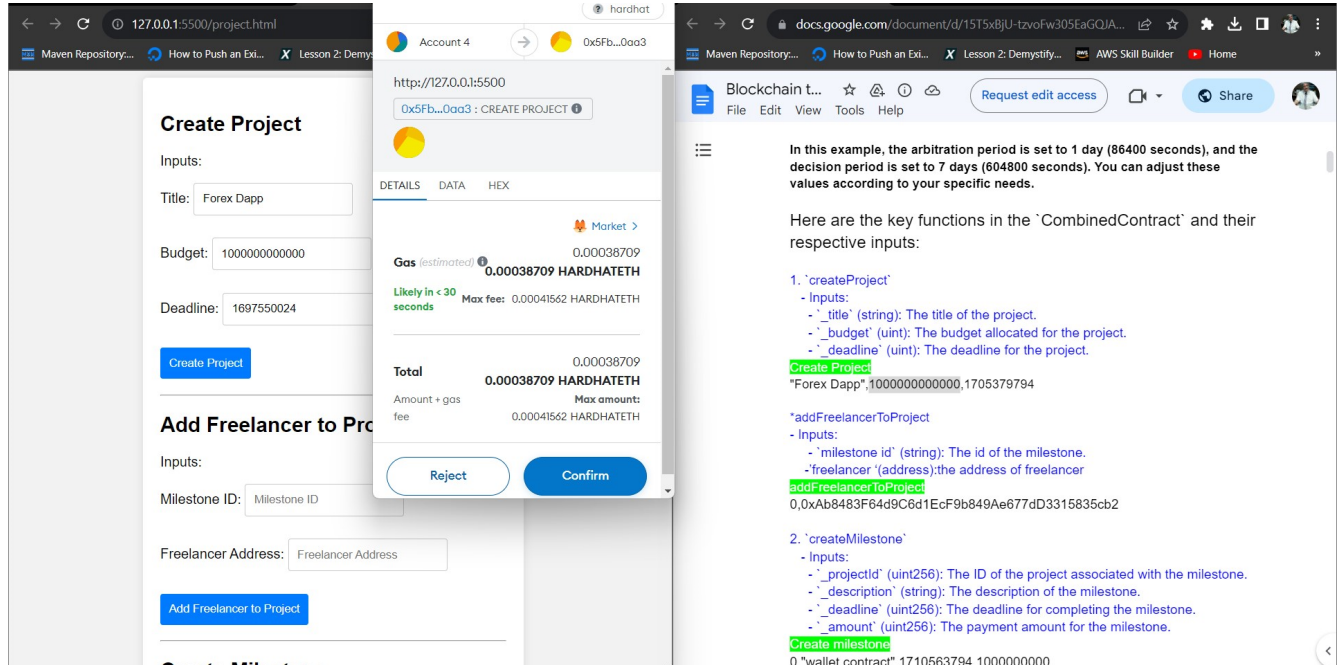 127.0.0.1:5500/project.html
Maven Repository:...
How to Push an Exi...
Lesson 2: Demys
Create Project
Inputs:
Title:
Forex Dapp
Budget:
1000000000000
Deadline:
1697550024
Create Project
Add Freelancer to Pro
Inputs:
Milestone ID:
Milestone ID
Freelancer Address:
Freelancer Address
Add Freelancer to Project
hardhat
Account 4
0x5Fb...0aa3
http://127.0.0.1:5500
0x5Fb...0aa3 : CREATE PROJECT
DETAILS DATA HEX
Market >
0.00038709
Gas (estimated) 0.00038709 HARDHATETH
Likely in < 30
seconds
Max fee: 0.00041562 HARDHATETH
0.00038709
Total 0.00038709 HARDHATETH
Amount + gas
fee
Max amount:
0.00041562 HARDHATETH
Reject
Confirm
docs.google.com/document/d/15T5xBjU-tzvoFw305EaGQJA...
Maven Repository:...
How to Push an Exi...
Lesson 2: Demystify...
AWS Skill Builder
Home
»
Blockchain t...
File Edit View Tools Help
Request edit access
Share
In this example, the arbitration period is set to 1 day (86400 seconds), and the
decision period is set to 7 days (604800 seconds). You can adjust these
values according to your specific needs.
Here are the key functions in the `CombinedContract` and their
respective inputs:
1. `createProject`
- Inputs:
- `_title` (string): The title of the project.
- `_budget` (uint): The budget allocated for the project.
- `_deadline` (uint): The deadline for the project.
Create Project
"Forex Dapp",1000000000000,1705379794
*addFreelancerToProject
- Inputs:
- `milestone id` (string): The id of the milestone.
-'freelancer '(address):the address of freelancer
addFreelancerToProject
0,0xAb8483F64d9C6d1EcF9b849Ae677dD3315835cb2
2. `createMilestone`
- Inputs:
- `_projectId` (uint256): The ID of the project associated with the milestone.
- `_description` (string): The description of the milestone.
- `_deadline` (uint256): The deadline for completing the milestone.
- `_amount` (uint256): The payment amount for the milestone.
Create milestone
0,"wallet contract",1710563794,1000000000